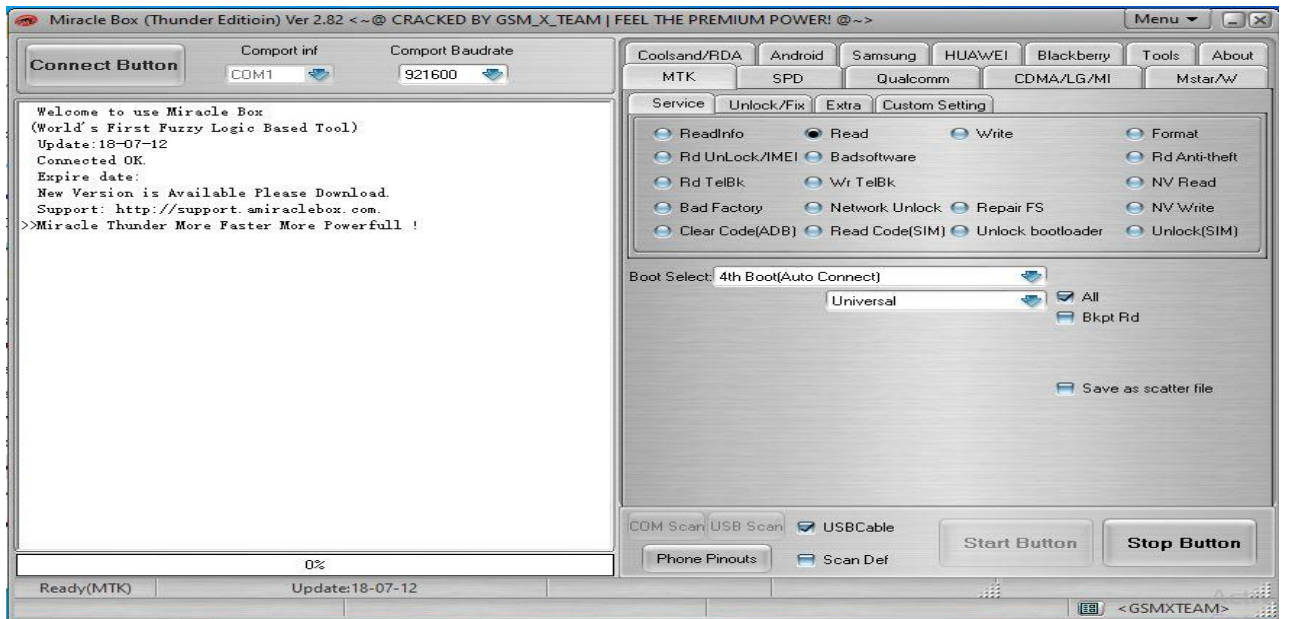 Miracle Box (Thunder Editioin) Ver 2.82 <~@ CRACKED BY GSM_X_TEAM | FEEL THE PREMIUM POWER! @~>
Menu
Connect Button
Comport inf
Comport Baudrate
COM1
921600
Welcome to use Miracle Box
(World's First Fuzzy Logic Based Tool)
Update:18-07-12
Connected OK.
Expire date:
New Version is Available Please Download.
Support: http://support.amiraclebox.com.
>>Miracle Thunder More Faster More Powerfull !
0%
Coolsand/RDA Android Samsung HUAWEI Blackberry Tools About
MTK SPD Qualcomm CDMA/LG/MI Mstar/W
Service Unlock/Fix Extra Custom Setting
ReadInfo Read Write Format
Rd UnLock/IMEI Badsoftware Rd Anti-theft
Rd TelBk Wr TelBk NV Read
Bad Factory Network Unlock Repair FS NV Write
Clear Code(ADB) Read Code(SIM) Unlock bootloader Unlock(SIM)
Boot Select: 4th Boot(Auto Connect)
Universal All
Bkpt Rd
Save as scatter file
COM Scan USB Scan USBCable
Phone Pinouts Scan Def
Start Button Stop Button
Ready(MTK) Update:18-07-12
<GSMXTEAM>